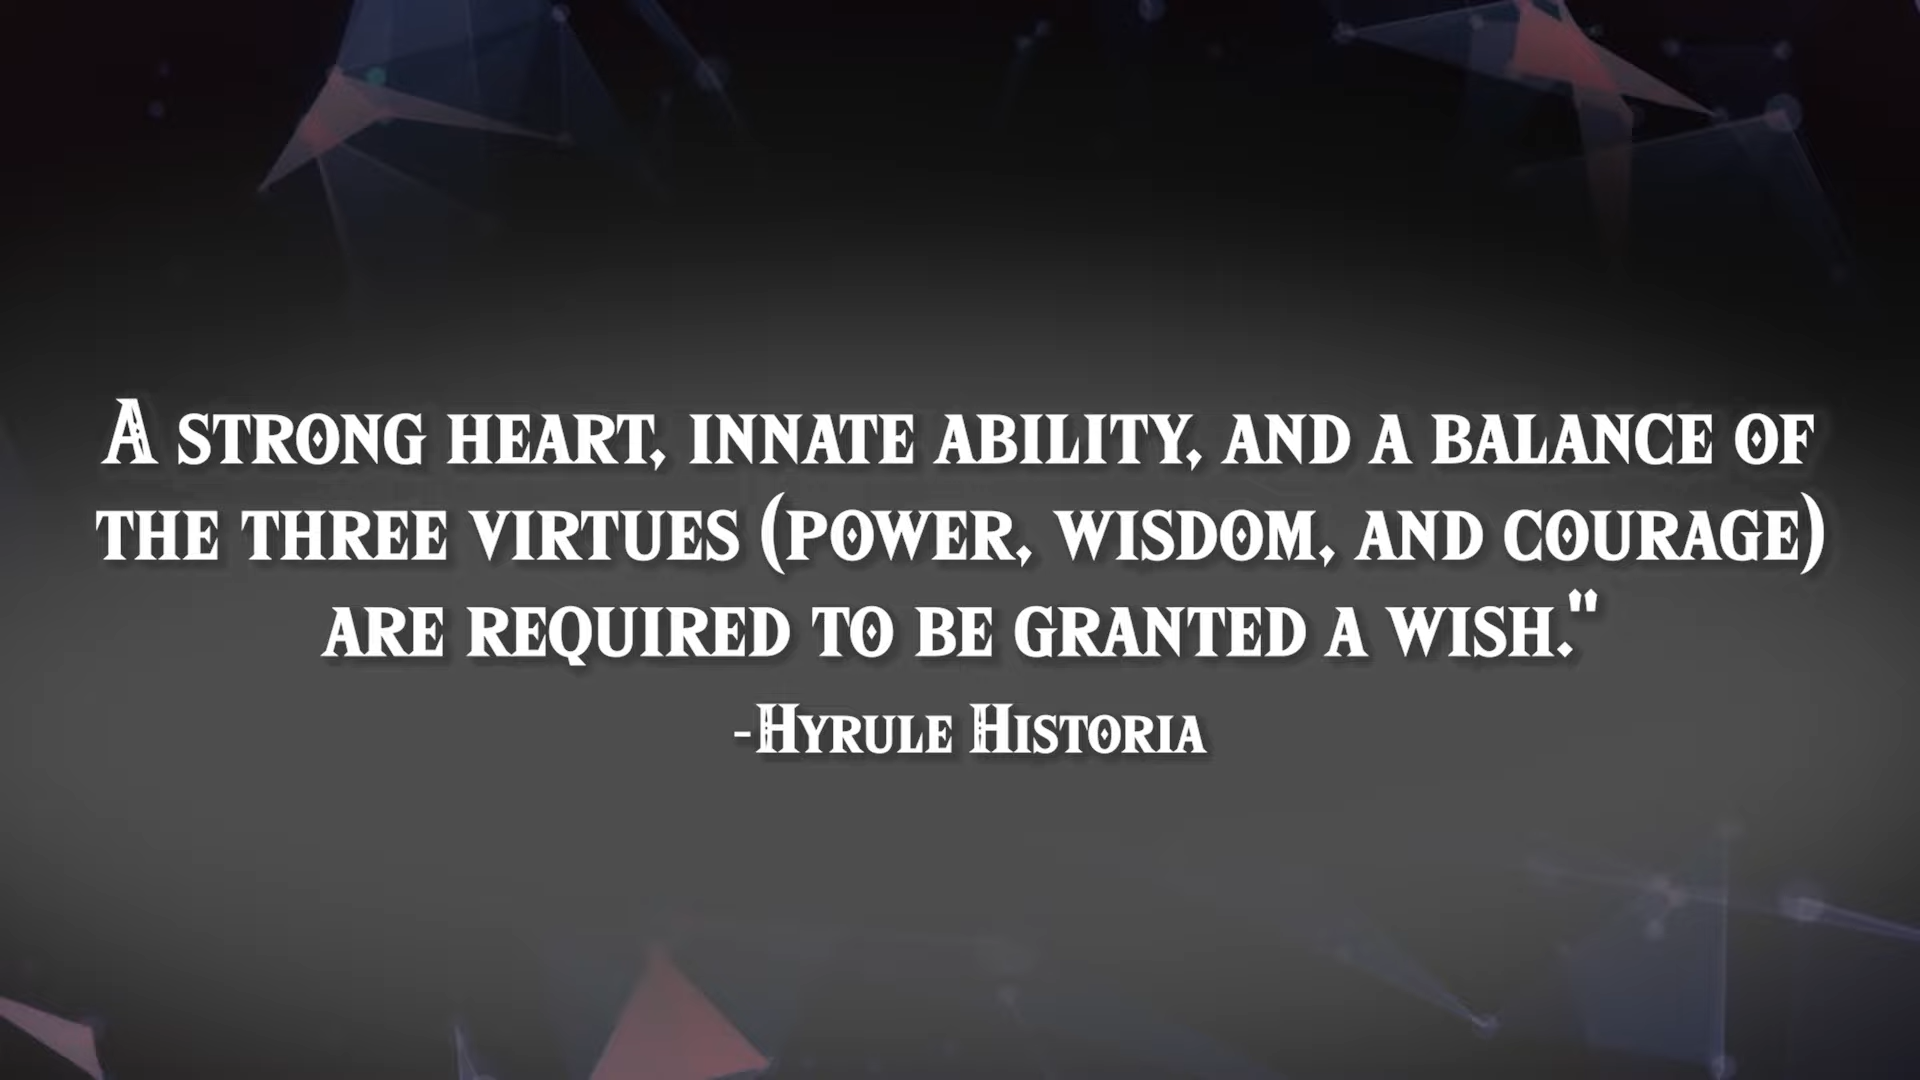 A strong heart, innate ability, and a balance of
the three virtues (power, wisdom, and courage)
are required to be granted a wish."
-Hyrule Historia